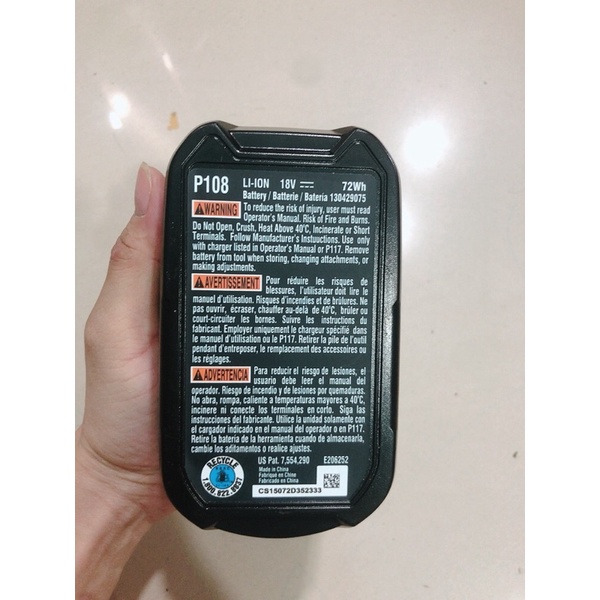 P108 LI-ION 18V 72Wh
Battery / Batterie / Batería 130429075
WARNING To reduce the risk of injury, user must read
Operator's Manual. Risk of Fire and Burns.
Do Not Open, Crush, Heat Above 40°C, Incinerate or Short
Terminals. Follow Manufacturer's Instuuctions. Use only
with charger listed in Operator's Manual or P117. Remove
battery from tool when storing, changing attachments, or
making adjustments.
AVERTISSEMENT Pour réduire les risques de
blessures, l'utilisateur doit lire le
manuel d'utilisation. Risques d'incendies et de brûlures. Ne
pas ouvrir, écraser, chauffer au-delà de 40°C, brûler ou
court-circuiter les bornes. Suivre les instructions du
fabricant. Employer uniquement le chargeur spécifié dans
le manuel d'utilisation ou le P117. Retirer la pile de l'outil
pendant d'entreposer, le remplacement des accessoires ou
les réglages.
ADVERTENCIA Para reducir el riesgo de lesiones, el
usuario debe leer el manual del
operador. Riesgo de incendio y de lesiones por quemaduras.
No abra, rompa, caliente a temperaturas mayores a 40°C,
incinere ni conecte los terminales en corto. Siga las
instrucciones del fabricante. Utilice la unidad solamente con
el cargador indicado en el manual del operador o en P117.
Retire la batería de la herramienta cuando de almacenarla,
cambie los aditamentos o realice ajustes.
US Pat. 7,554,290 E206252
Made in China
Fabriqué en Chine
Fabricado en China
CS15072D352333
RECYCLE
1.800.822.8837